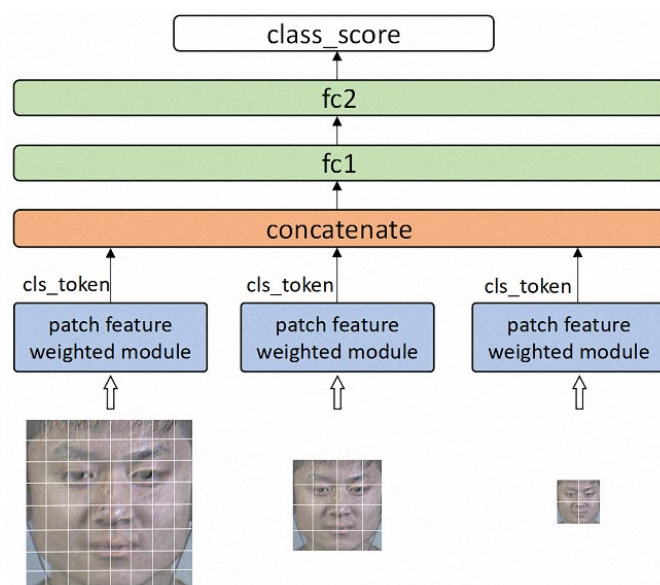 class_score
fc2
fc1
concatenate
cls_token
cls_token
cls_token
patch feature
weighted module
patch feature
weighted module
patch feature
weighted module